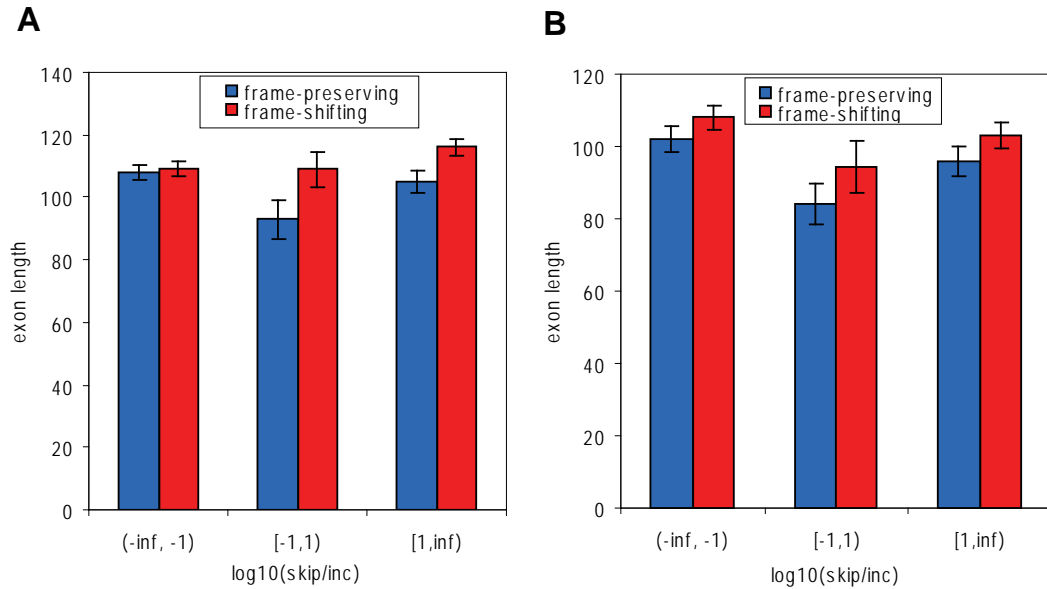 A
140
120
100
80
60
40
20
0
exon length
frame-preserving
frame-shifting
(-inf, -1)
[-1,1)
[1,inf)
log10(skip/inc)
B
120
100
80
60
40
20
0
exon length
frame-preserving
frame-shifting
(-inf, -1)
[-1,1)
[1,inf)
log10(skip/inc)